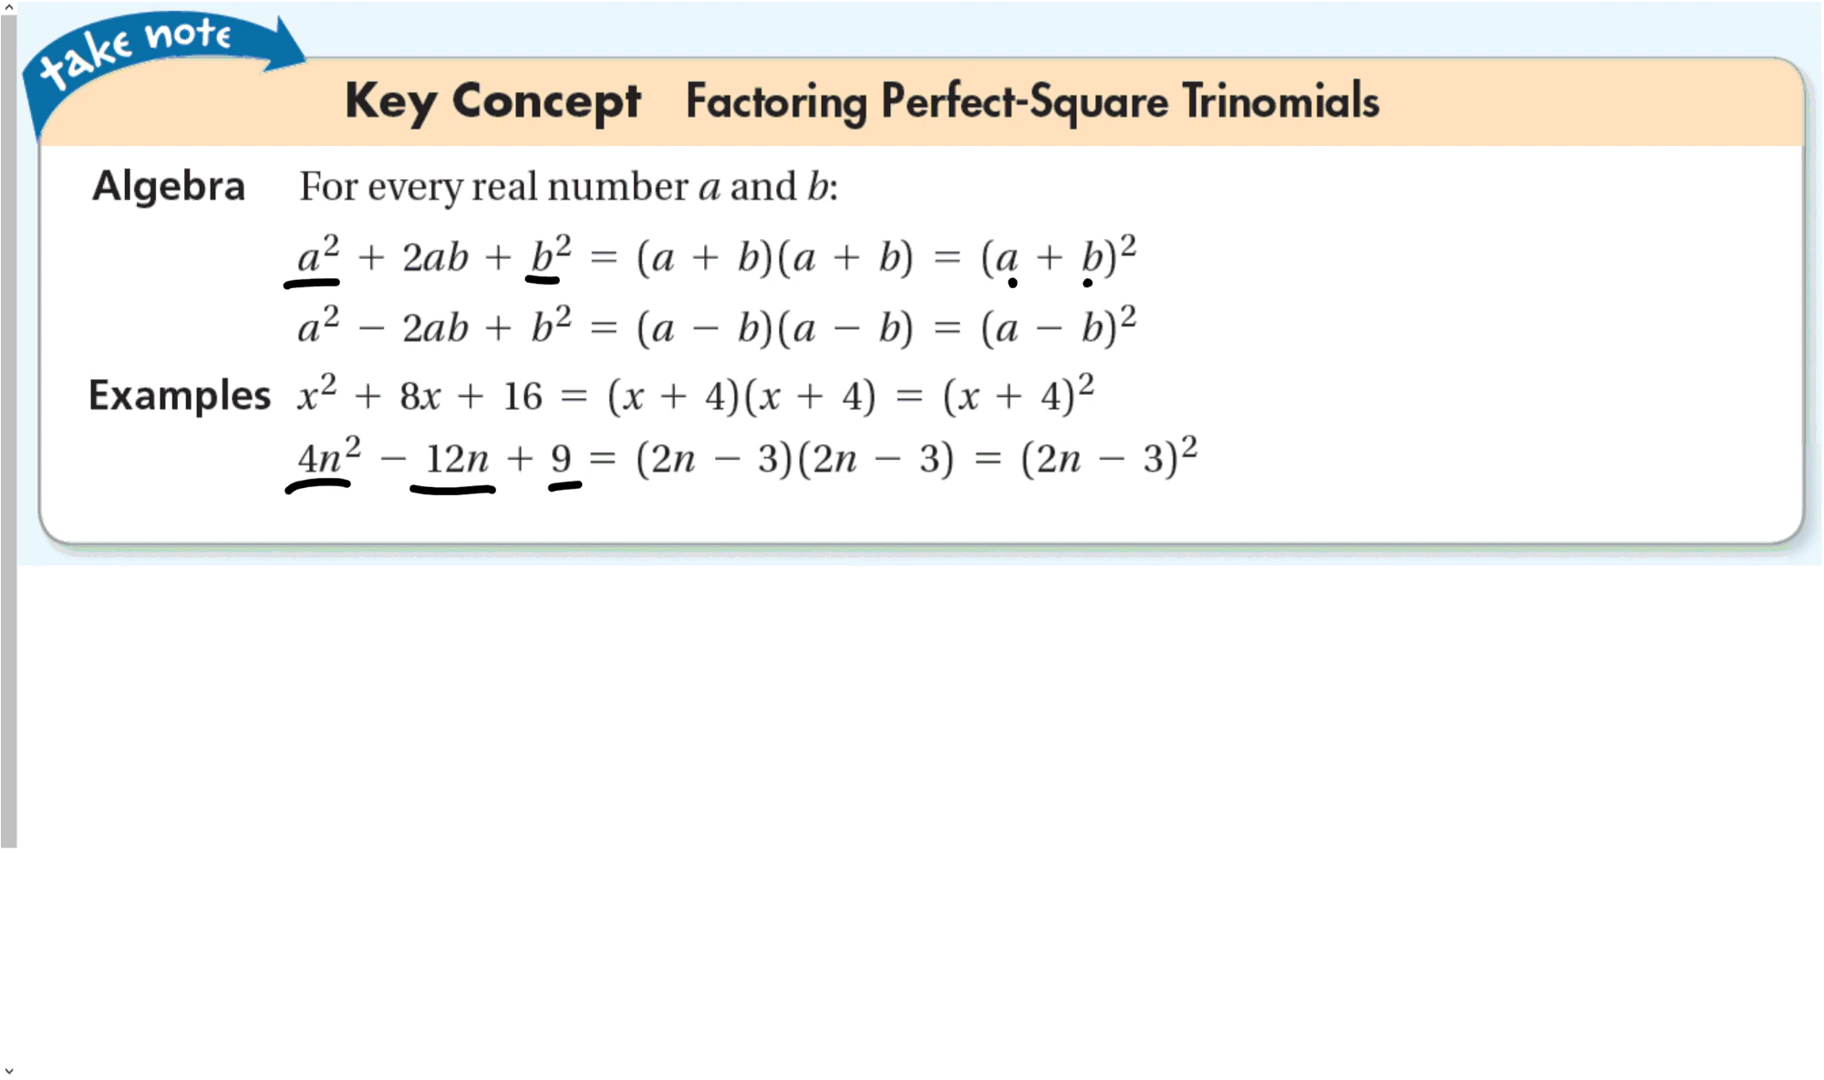 take note
Key Concept Factoring Perfect-Square Trinomials
Algebra For every real number a and b:
a² + 2ab + b² = (a + b)(a + b) = (a + b)²
a² − 2ab + b² = (a − b)(a − b) = (a − b)²
Examples x² + 8x + 16 = (x + 4)(x + 4) = (x + 4)²
4n² − 12n + 9 = (2n − 3)(2n − 3) = (2n − 3)²